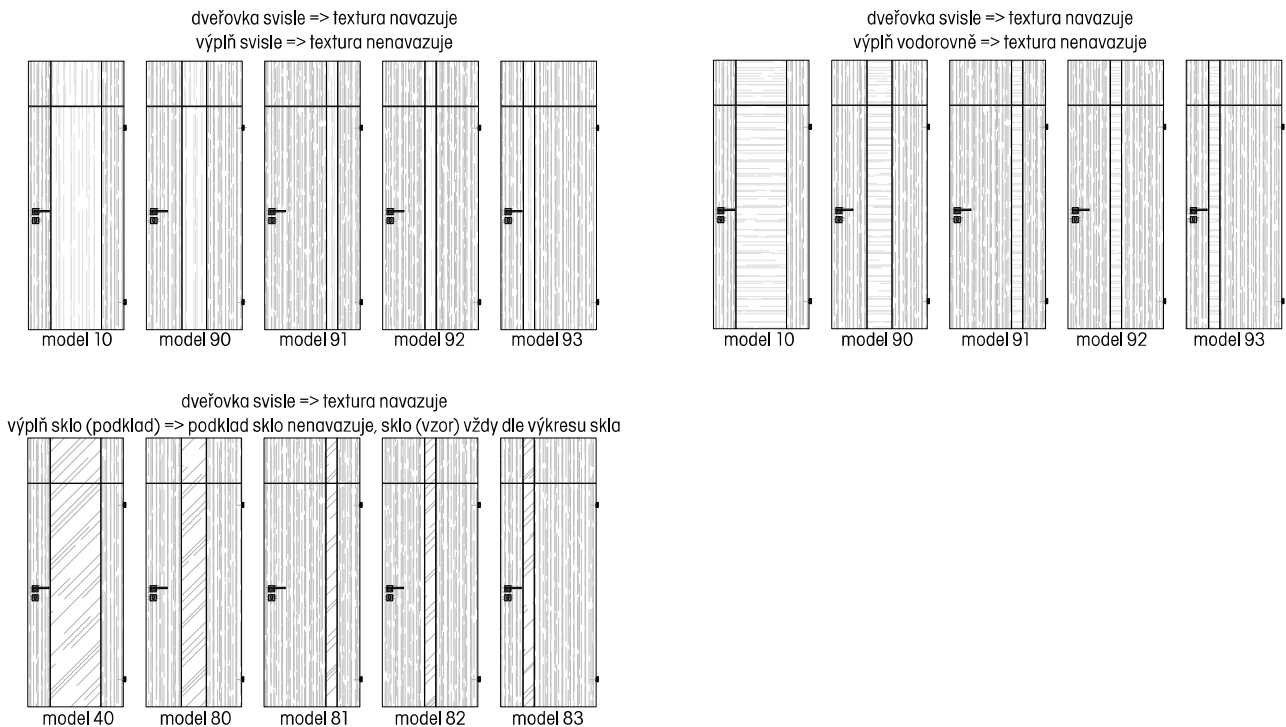 dveřovka svisle => textura navazuje
výplň svisle => textura nenavazuje
model 10
model 90
model 91
model 92
model 93
dveřovka svisle => textura navazuje
výplň vodorovně => textura nenavazuje
model 10
model 90
model 91
model 92
model 93
dveřovka svisle => textura navazuje
výplň sklo (podklad) => podklad sklo nenavazuje, sklo (vzor) vždy dle výkresu skla
model 40
model 80
model 81
model 82
model 83